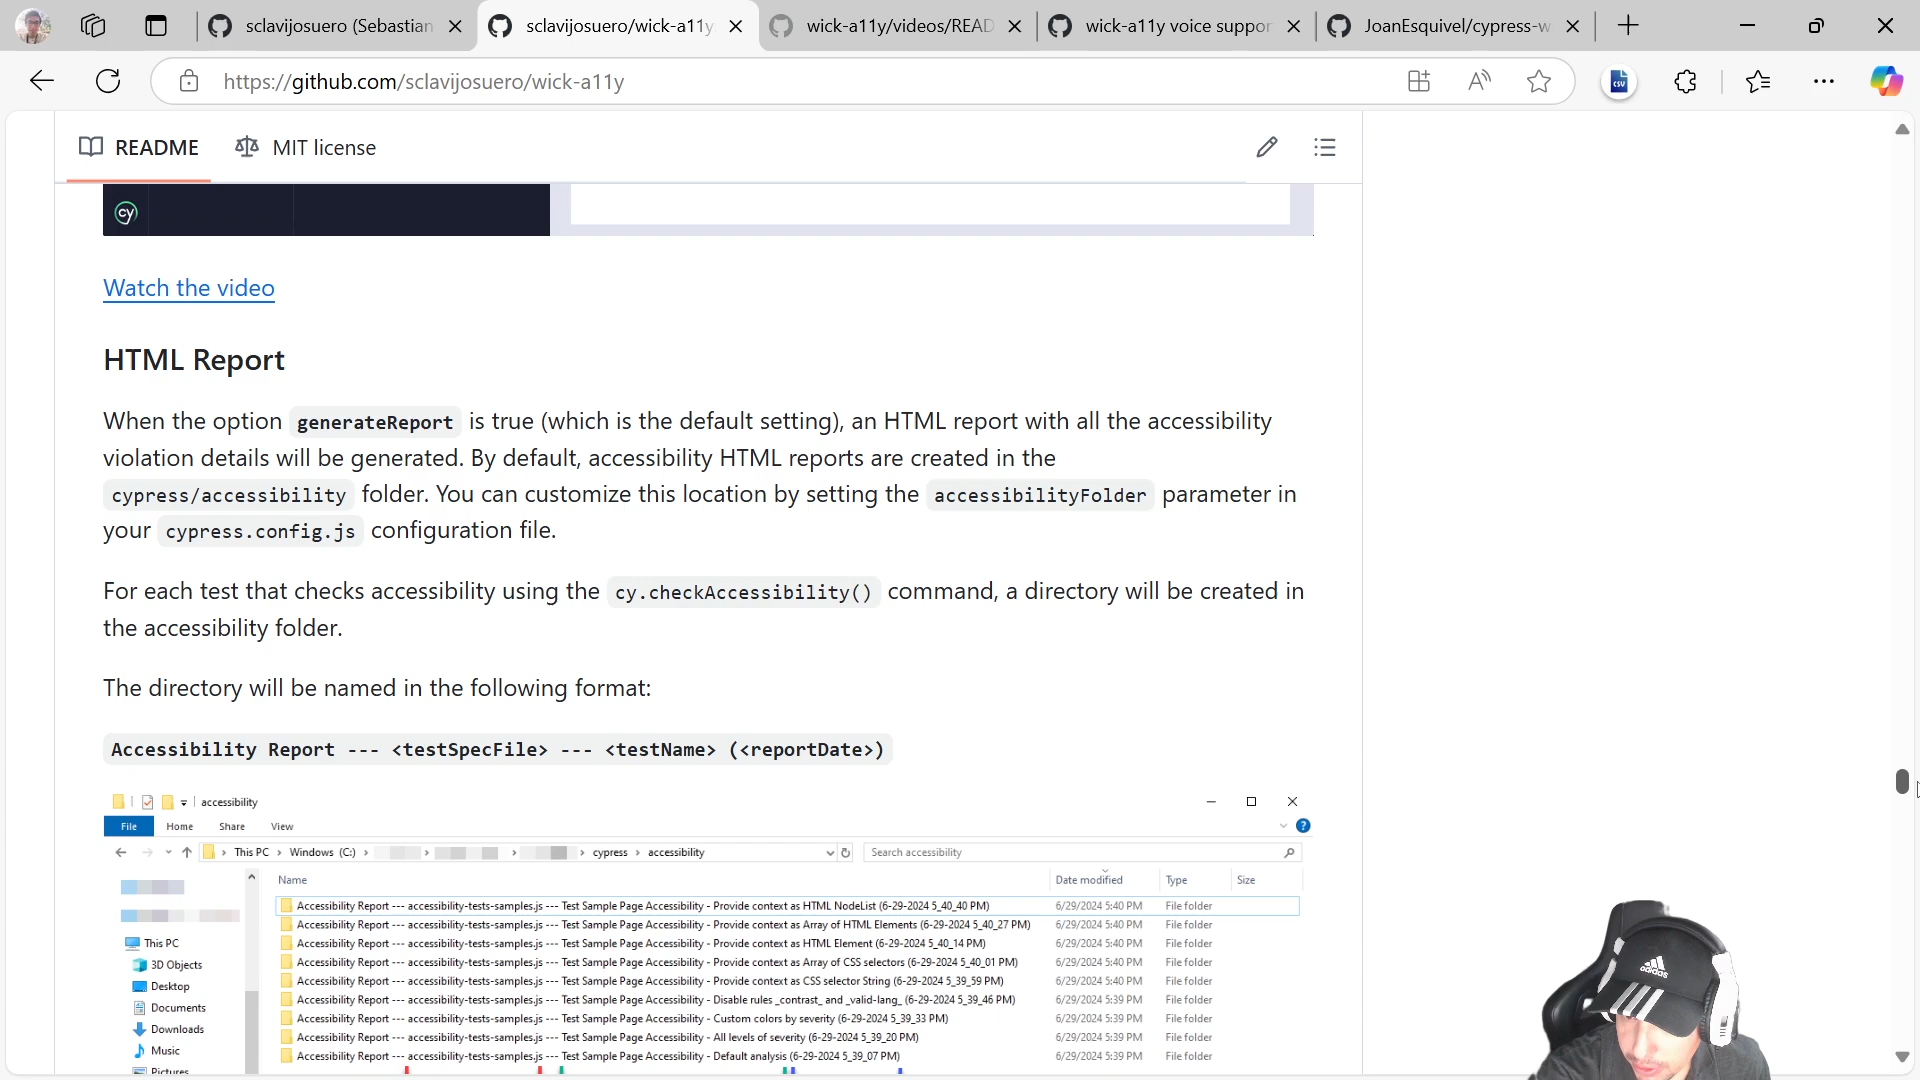 sclavijosuero (Sebastian
sclavijosuero/wick-a11y
wick-a11y/videos/READ
wick-a11y voice suppor
JoanEsquivel/cypress-w
https://github.com/sclavijosuero/wick-a11y
CSV
README
MIT license
cy
Watch the video
HTML Report
When the option generateReport is true (which is the default setting), an HTML report with all the accessibility
violation details will be generated. By default, accessibility HTML reports are created in the
cypress/accessibility folder. You can customize this location by setting the accessibilityFolder parameter in
your cypress.config.js configuration file.
For each test that checks accessibility using the cy.checkAccessibility() command, a directory will be created in
the accessibility folder.
The directory will be named in the following format:
Accessibility Report --- <testSpecFile> --- <testName> (<reportDate>)
accessibility
File Home Share View
This PC > Windows (C:) > cypress > accessibility
Search accessibility
Name Date modified Type Size
Accessibility Report --- accessibility-tests-samples.js --- Test Sample Page Accessibility - Provide context as HTML NodeList (6-29-2024 5_40_40 PM) 6/29/2024 5:40 PM File folder
Accessibility Report --- accessibility-tests-samples.js --- Test Sample Page Accessibility - Provide context as Array of HTML Elements (6-29-2024 5_40_27 PM) 6/29/2024 5:40 PM File folder
Accessibility Report --- accessibility-tests-samples.js --- Test Sample Page Accessibility - Provide context as HTML Element (6-29-2024 5_40_14 PM) 6/29/2024 5:40 PM File folder
Accessibility Report --- accessibility-tests-samples.js --- Test Sample Page Accessibility - Provide context as Array of CSS selectors (6-29-2024 5_40_01 PM) 6/29/2024 5:40 PM File folder
Accessibility Report --- accessibility-tests-samples.js --- Test Sample Page Accessibility - Provide context as CSS selector String (6-29-2024 5_39_59 PM) 6/29/2024 5:40 PM File folder
Accessibility Report --- accessibility-tests-samples.js --- Test Sample Page Accessibility - Disable rules _contrast_ and _valid-lang_ (6-29-2024 5_39_46 PM) 6/29/2024 5:39 PM File folder
Accessibility Report --- accessibility-tests-samples.js --- Test Sample Page Accessibility - Custom colors by severity (6-29-2024 5_39_33 PM) 6/29/2024 5:39 PM File folder
Accessibility Report --- accessibility-tests-samples.js --- Test Sample Page Accessibility - All levels of severity (6-29-2024 5_39_20 PM) 6/29/2024 5:39 PM File folder
Accessibility Report --- accessibility-tests-samples.js --- Test Sample Page Accessibility - Default analysis (6-29-2024 5_39_07 PM) 6/29/2024 5:39 PM File folder
This PC
3D Objects
Desktop
Documents
Downloads
Music
Pictures
adidas